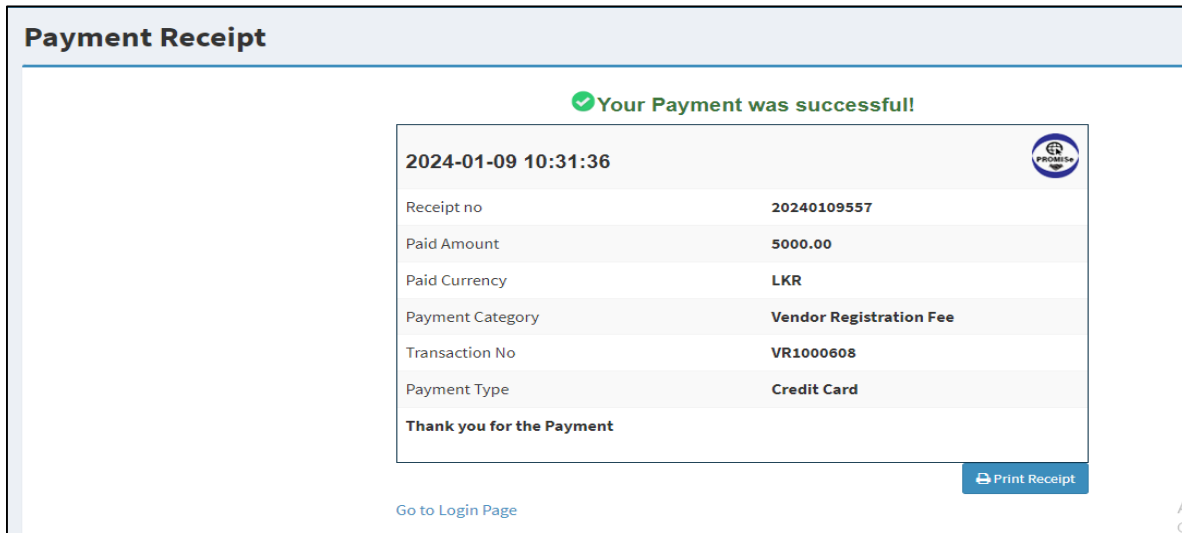 Payment Receipt
Your Payment was successful!
2024-01-09 10:31:36
PROMISe
Receipt no 20240109557
Paid Amount 5000.00
Paid Currency LKR
Payment Category Vendor Registration Fee
Transaction No VR1000608
Payment Type Credit Card
Thank you for the Payment
Print Receipt
Go to Login Page